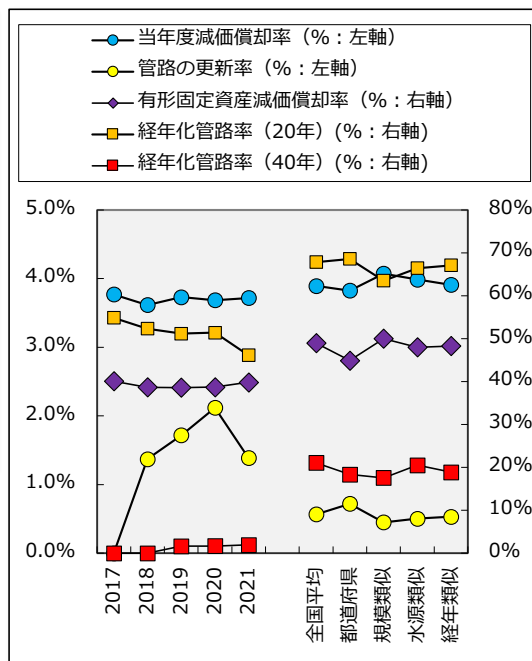 当年度減価償却率（%：左軸）
管路の更新率（%：左軸）
有形固定資産減価償却率（%：右軸）
経年化管路率（20年）(%：右軸)
経年化管路率（40年）(%：右軸)
5.0%
4.0%
3.0%
2.0%
1.0%
0.0%
80%
70%
60%
50%
40%
30%
20%
10%
0%
2017
2018
2019
2020
2021
全国平均
都道府県
規模類似
水源類似
経年類似